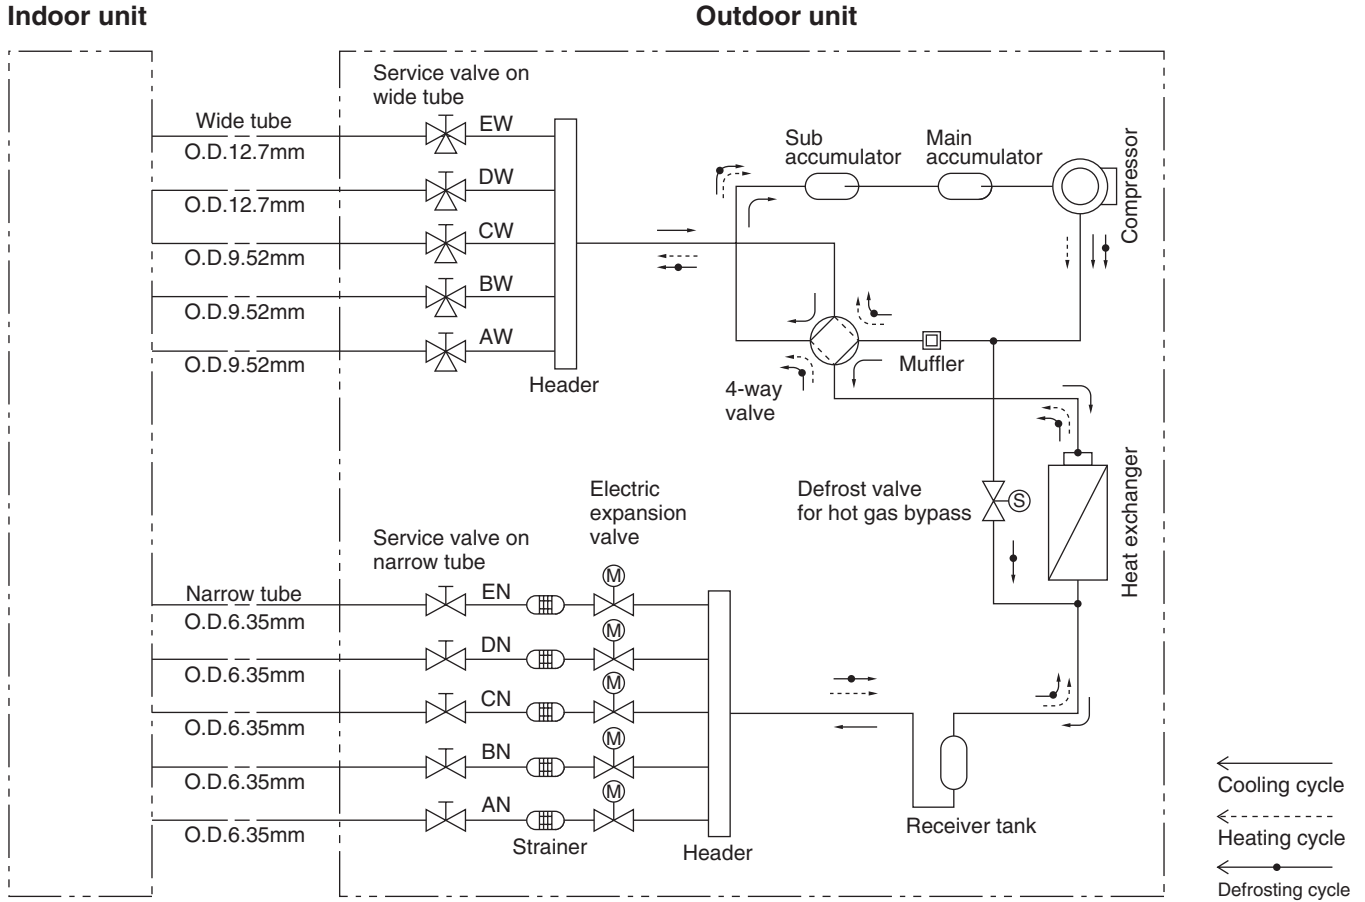 Indoor unit
Outdoor unit
Service valve on
wide tube
Wide tube
O.D.12.7mm
EW
O.D.12.7mm
DW
O.D.9.52mm
CW
O.D.9.52mm
BW
O.D.9.52mm
AW
Header
Sub
accumulator
Main
accumulator
Compressor
Muffler
4-way
valve
Defrost valve
for hot gas bypass
S
Heat exchanger
Electric
expansion
valve
Service valve on
narrow tube
Narrow tube
O.D.6.35mm
EN
M
O.D.6.35mm
DN
M
O.D.6.35mm
CN
M
O.D.6.35mm
BN
M
O.D.6.35mm
AN
M
Strainer
Header
Receiver tank
Cooling cycle
Heating cycle
Defrosting cycle